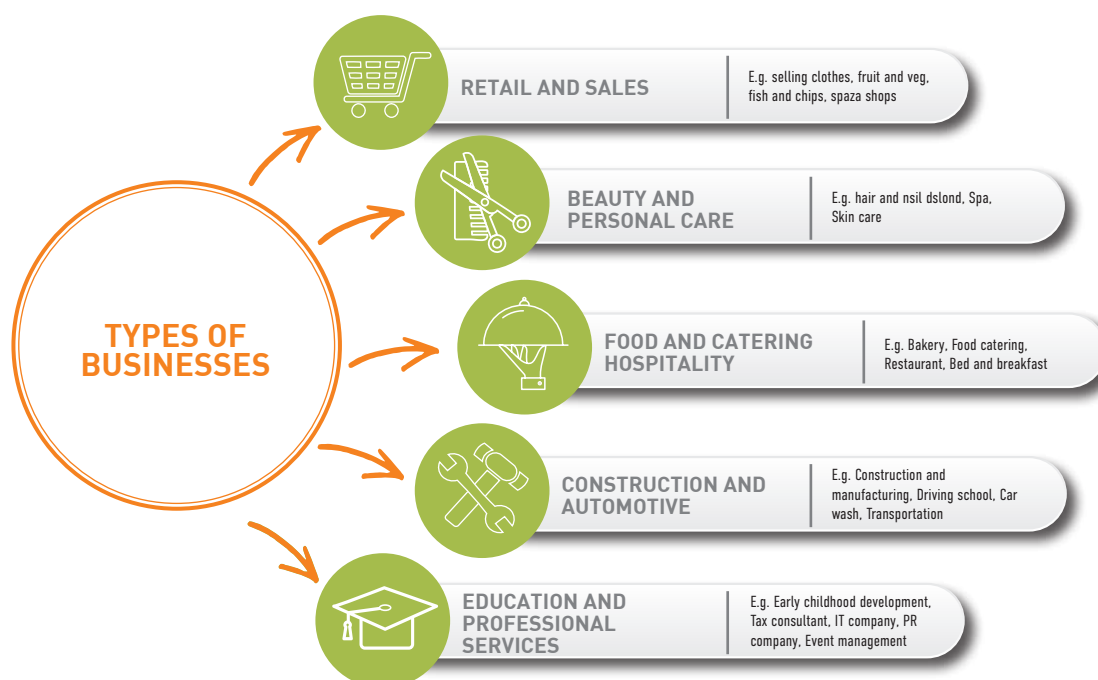 TYPES OF
BUSINESSES
RETAIL AND SALES
E.g. selling clothes, fruit and veg,
fish and chips, spaza shops
BEAUTY AND
PERSONAL CARE
E.g. hair and nsil dslond, Spa,
Skin care
FOOD AND CATERING
HOSPITALITY
E.g. Bakery, Food catering,
Restaurant, Bed and breakfast
CONSTRUCTION AND
AUTOMOTIVE
E.g. Construction and
manufacturing, Driving school, Car
wash, Transportation
EDUCATION AND
PROFESSIONAL
SERVICES
E.g. Early childhood development,
Tax consultant, IT company, PR
company, Event management